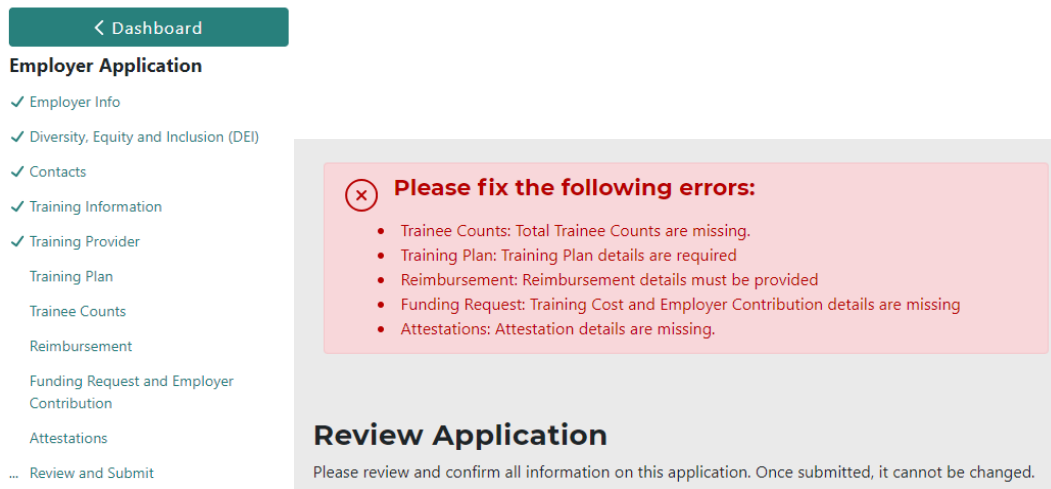 Dashboard
Employer Application
Employer Info
Diversity, Equity and Inclusion (DEI)
Contacts
Training Information
Training Provider
Training Plan
Trainee Counts
Reimbursement
Funding Request and Employer
Contribution
Attestations
... Review and Submit
Please fix the following errors:
• Trainee Counts: Total Trainee Counts are missing.
• Training Plan: Training Plan details are required
• Reimbursement: Reimbursement details must be provided
• Funding Request: Training Cost and Employer Contribution details are missing
• Attestations: Attestation details are missing.
Review Application
Please review and confirm all information on this application. Once submitted, it cannot be changed.